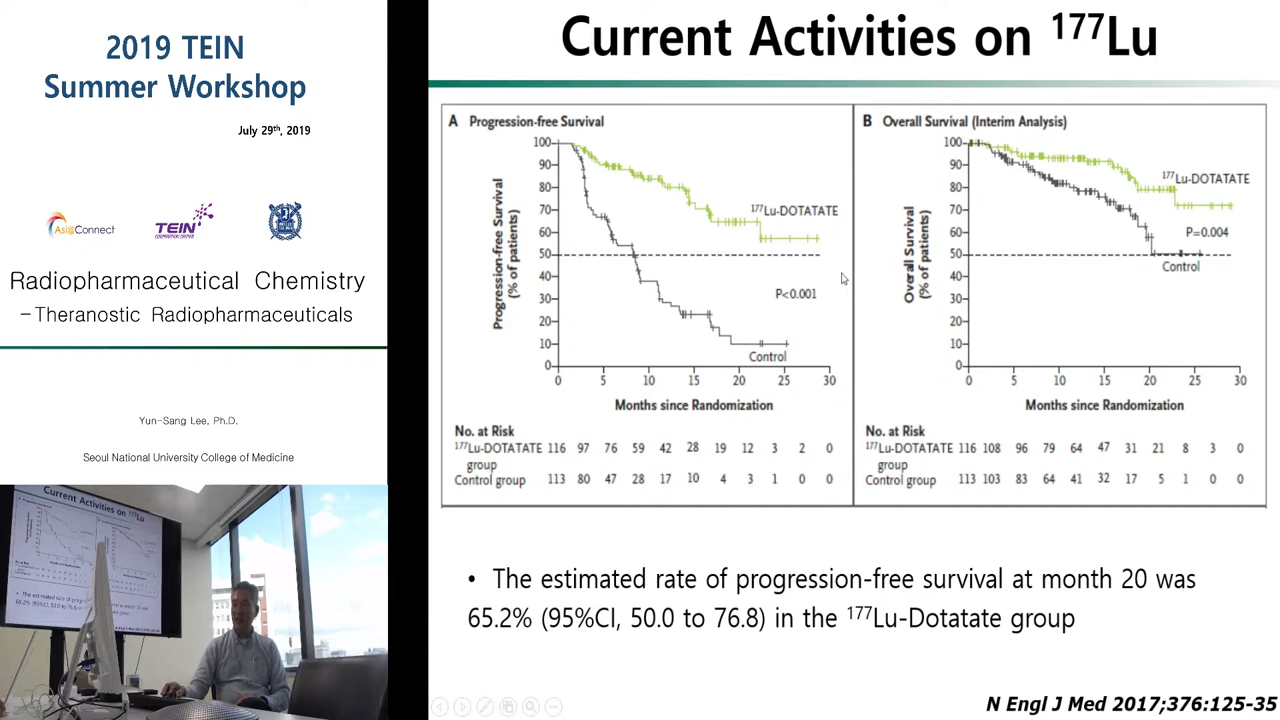 2019 TEIN
Summer Workshop
July 29th, 2019
Asi@Connect
TEIN
COOPERATION CENTER
Radiopharmaceutical Chemistry
- Theranostic Radiopharmaceuticals
Yun-Sang Lee, Ph.D.
Seoul National University College of Medicine
Current Activities on 177Lu
A Progression-free Survival
Progression-free Survival
(% of patients)
100
90
80
70
60
50
40
30
20
10
0
177Lu-DOTATATE
P<0.001
Control
0 5 10 15 20 25 30
Months since Randomization
No. at Risk
177Lu-DOTATATE 116 97 76 59 42 28 19 12 3 2 0
group
Control group 113 80 47 28 17 10 4 3 1 0 0
B Overall Survival (Interim Analysis)
Overall Survival
(% of patients)
100
90
80
70
60
50
40
30
20
10
0
177Lu-DOTATATE
P=0.004
Control
0 5 10 15 20 25 30
Months since Randomization
No. at Risk
177Lu-DOTATATE 116 108 96 79 64 47 31 21 8 3 0
group
Control group 113 103 83 64 41 32 17 5 1 0 0
• The estimated rate of progression-free survival at month 20 was
65.2% (95%CI, 50.0 to 76.8) in the 177Lu-Dotatate group
N Engl J Med 2017;376:125-35
Current Activities on 177Lu